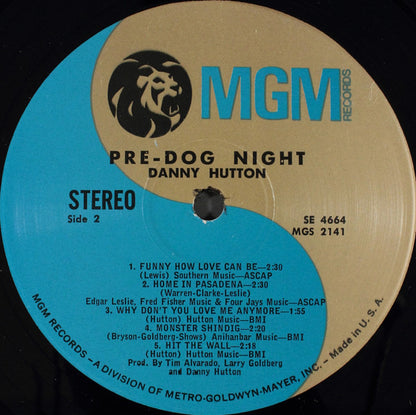 MGM
RECORDS
PRE-DOG NIGHT
DANNY HUTTON
STEREO
Side 2
SE 4664
MGS 2141
1. FUNNY HOW LOVE CAN BE—2:30
(Lewis) Southern Music—ASCAP
2. HOME IN PASADENA—2:30
(Warren-Clarke-Leslie)
Edgar Leslie, Fred Fisher Music & Four Jays Music—ASCAP
3. WHY DON'T YOU LOVE ME ANYMORE—1:55
(Hutton) Hutton Music—BMI
4. MONSTER SHINDIG—2:20
(Bryson-Goldberg-Shows) Anihanbar Music—BMI
5. HIT THE WALL—2:18
(Hutton) Hutton Music—BMI
Prod. By Tim Alvarado, Larry Goldberg
and Danny Hutton
MGM RECORDS - A DIVISION OF METRO-GOLDWYN-MAYER, INC. - Made in U.S.A.